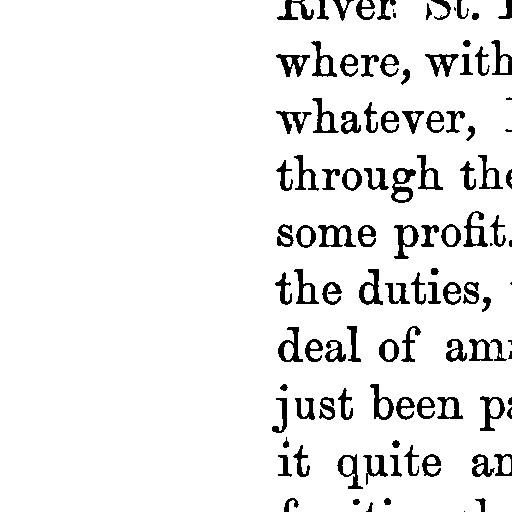 River St.
where, with
whatever,
through the
some profit.
the duties,
deal of am
just been pa
it quite an